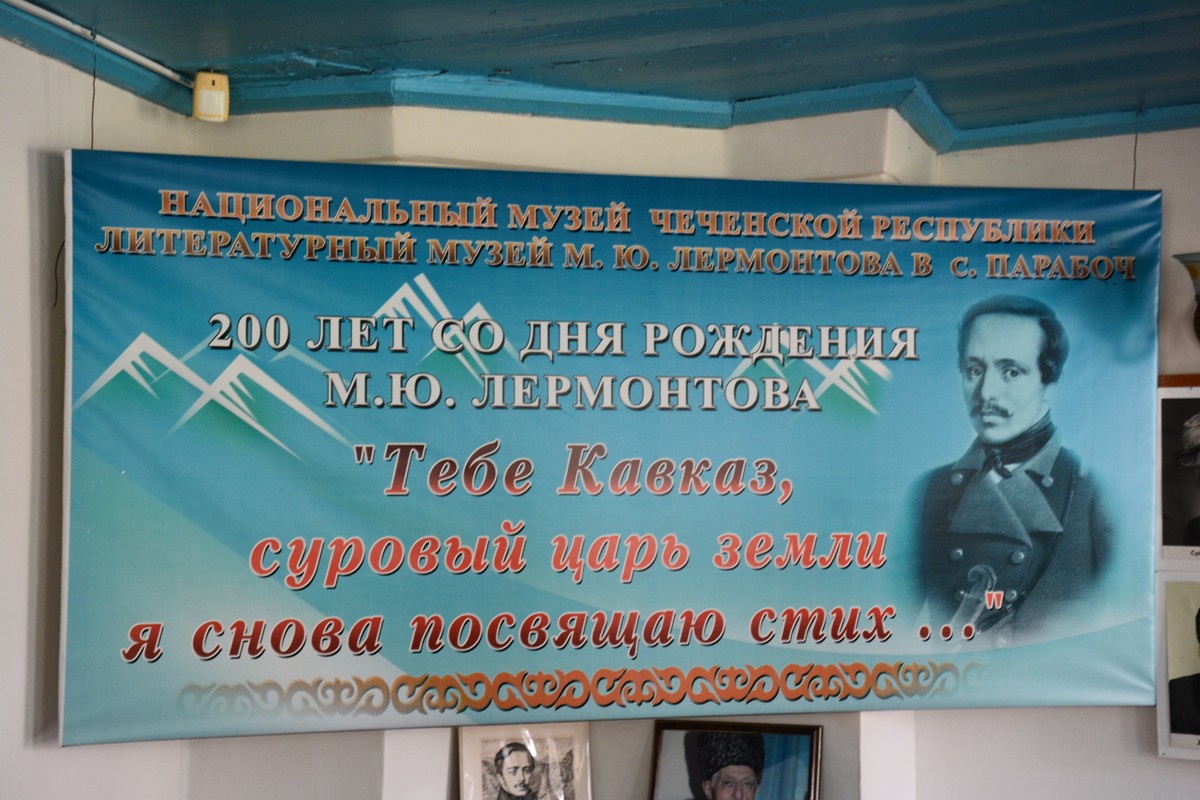 НАЦИОНАЛЬНЫЙ МУЗЕЙ ЧЕЧЕНСКОЙ РЕСПУБЛИКИ
ЛИТЕРАТУРНЫЙ МУЗЕЙ М. Ю. ЛЕРМОНТОВА В с. ПАРАБОЧ
200 ЛЕТ СО ДНЯ РОЖДЕНИЯ
М.Ю. ЛЕРМОНТОВА
"Тебе Кавказ,
суровый царь земли
я снова посвящаю стих ..."